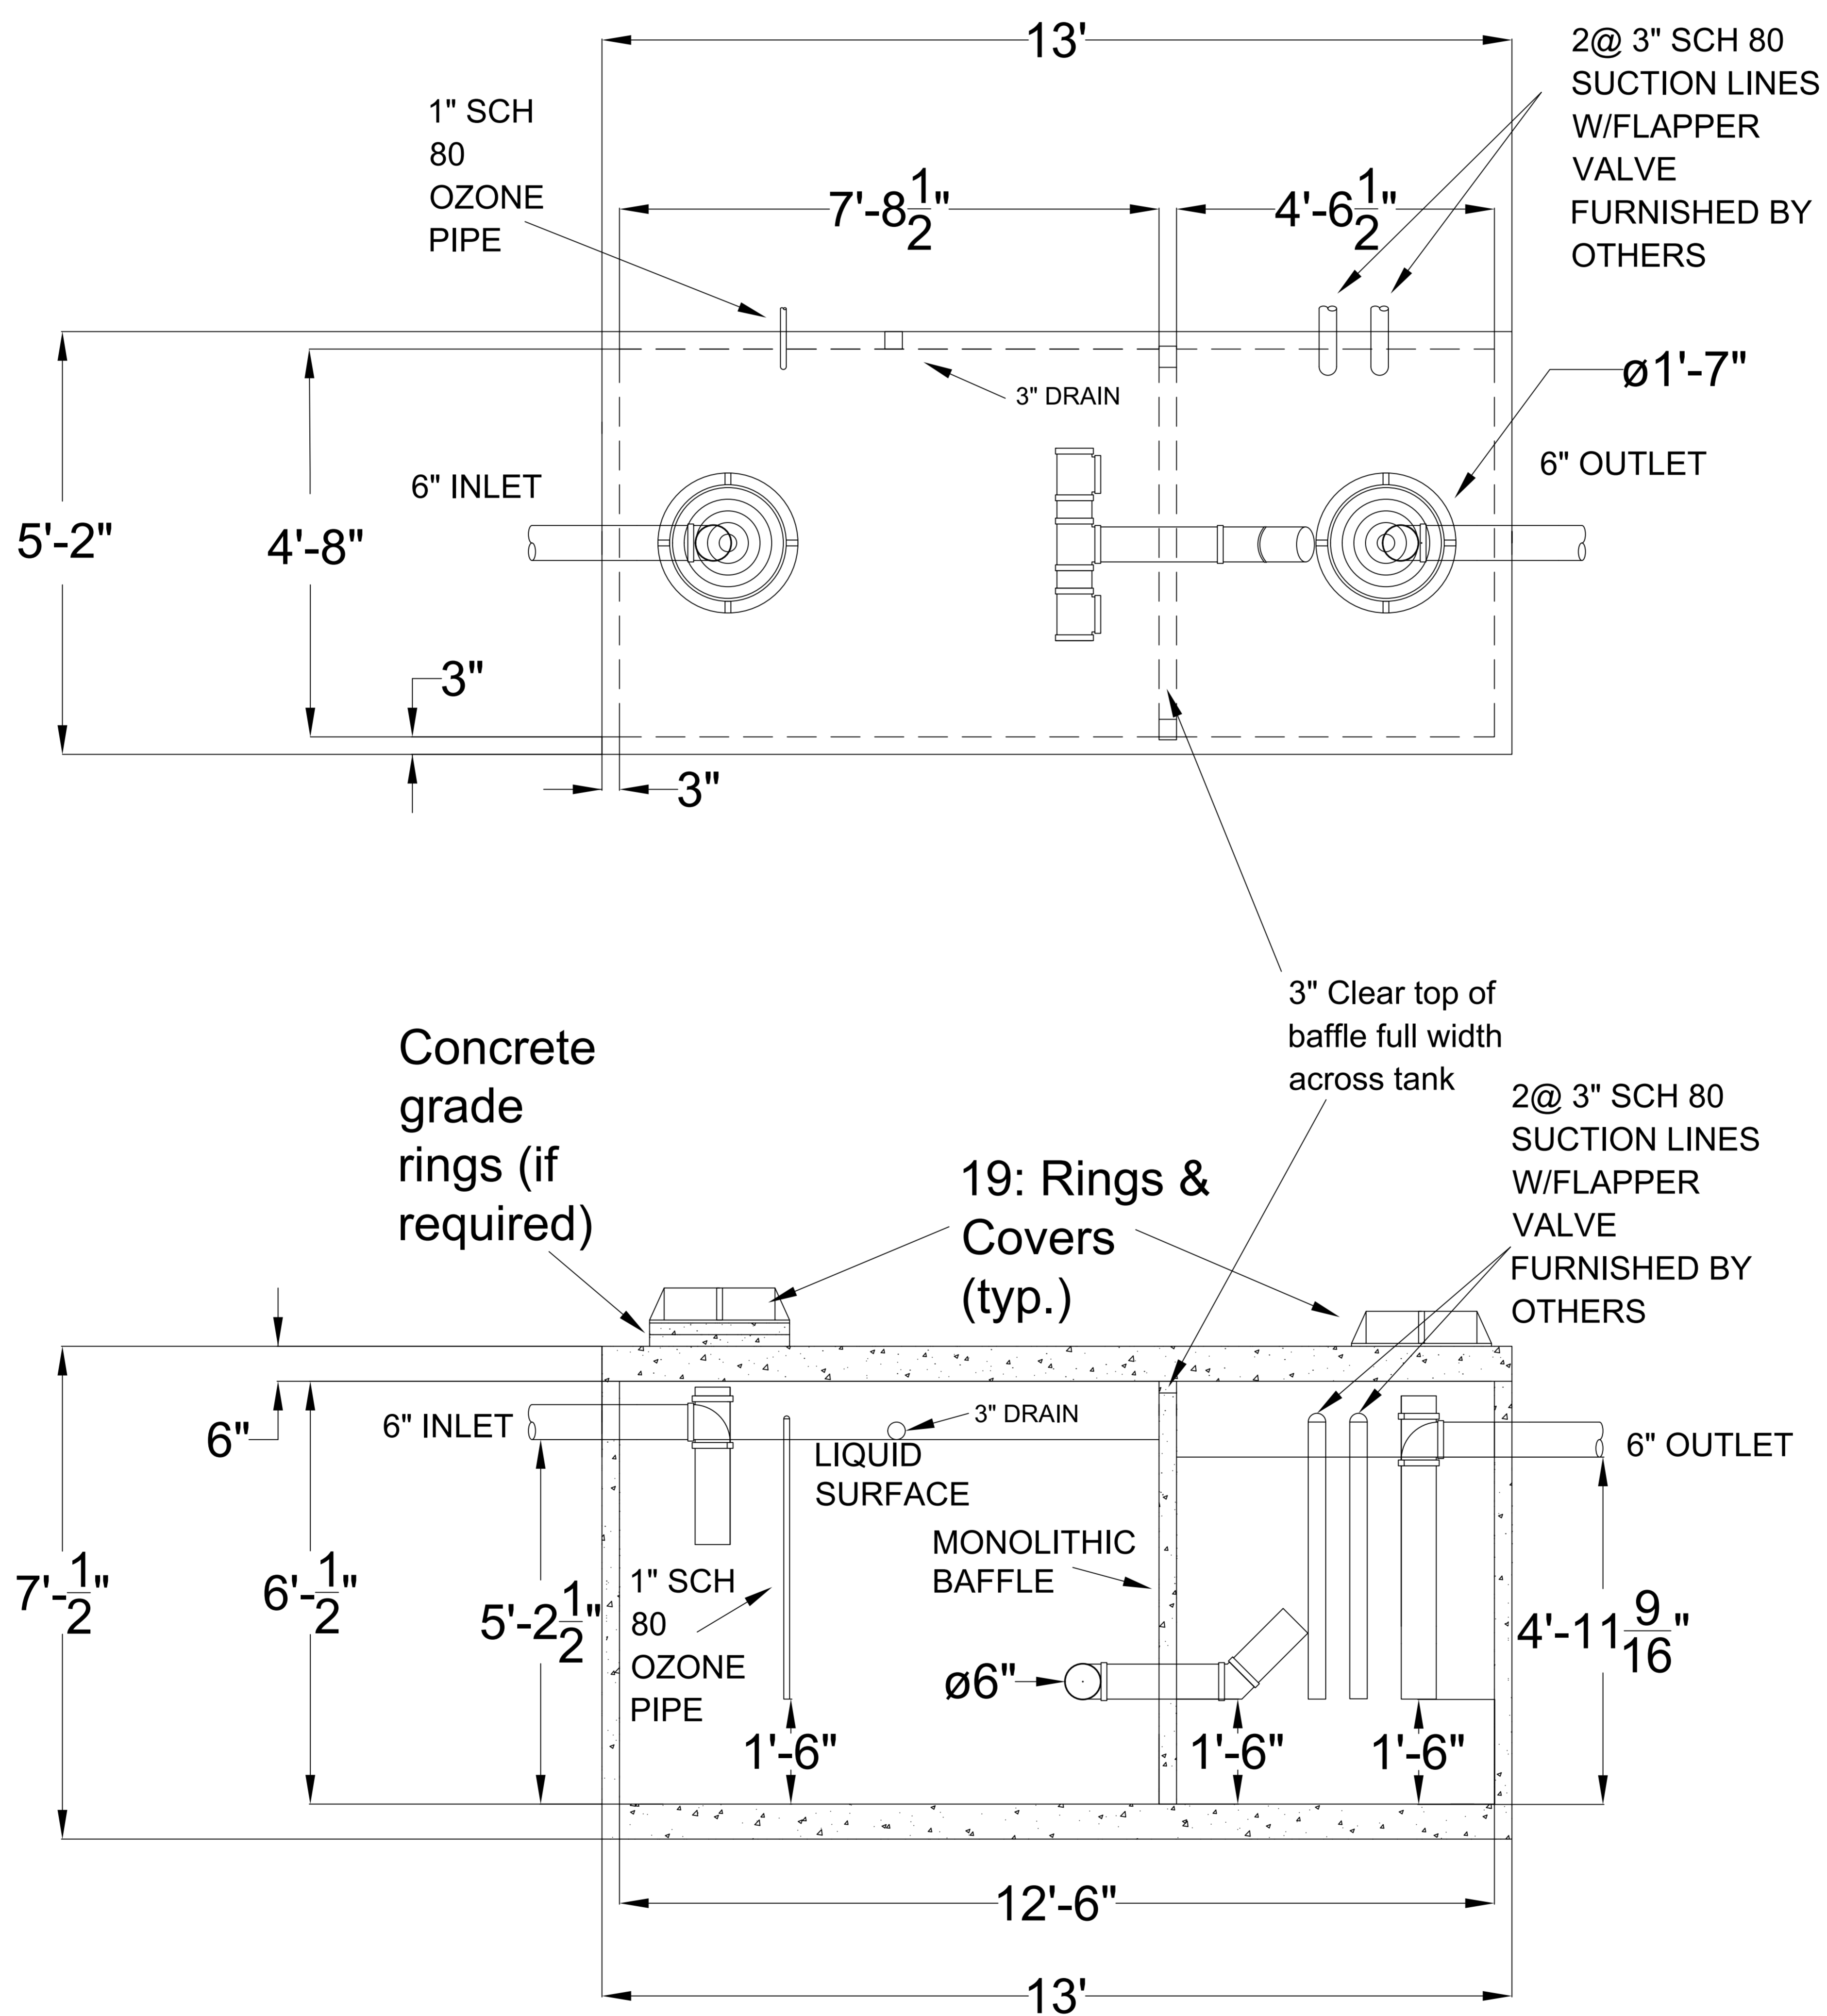 13'
2@ 3" SCH 80
SUCTION LINES
W/FLAPPER
VALVE
FURNISHED BY
OTHERS
1" SCH
80
OZONE
PIPE
7'-8 1/2"
4'-6 1/2"
ø1'-7"
3" DRAIN
6" INLET
6" OUTLET
5'-2"
4'-8"
3"
3"
3" Clear top of
baffle full width
across tank
Concrete
grade
rings (if
required)
19: Rings &
Covers
(typ.)
2@ 3" SCH 80
SUCTION LINES
W/FLAPPER
VALVE
FURNISHED BY
OTHERS
6"
6" INLET
3" DRAIN
LIQUID
SURFACE
6" OUTLET
MONOLITHIC
BAFFLE
1" SCH
80
OZONE
PIPE
7'-1/2"
6'-1/2"
5'-2 1/2"
4'-11 9/16"
ø6"
1'-6"
1'-6"
1'-6"
12'-6"
13'